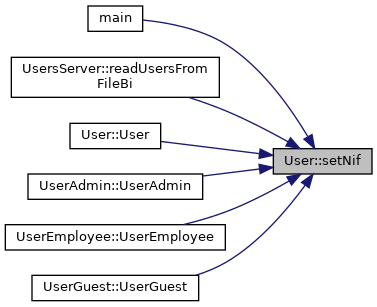 main
UsersServer::readUsersFrom
FileBi
User::User
User::setNif
UserAdmin::UserAdmin
UserEmployee::UserEmployee
UserGuest::UserGuest